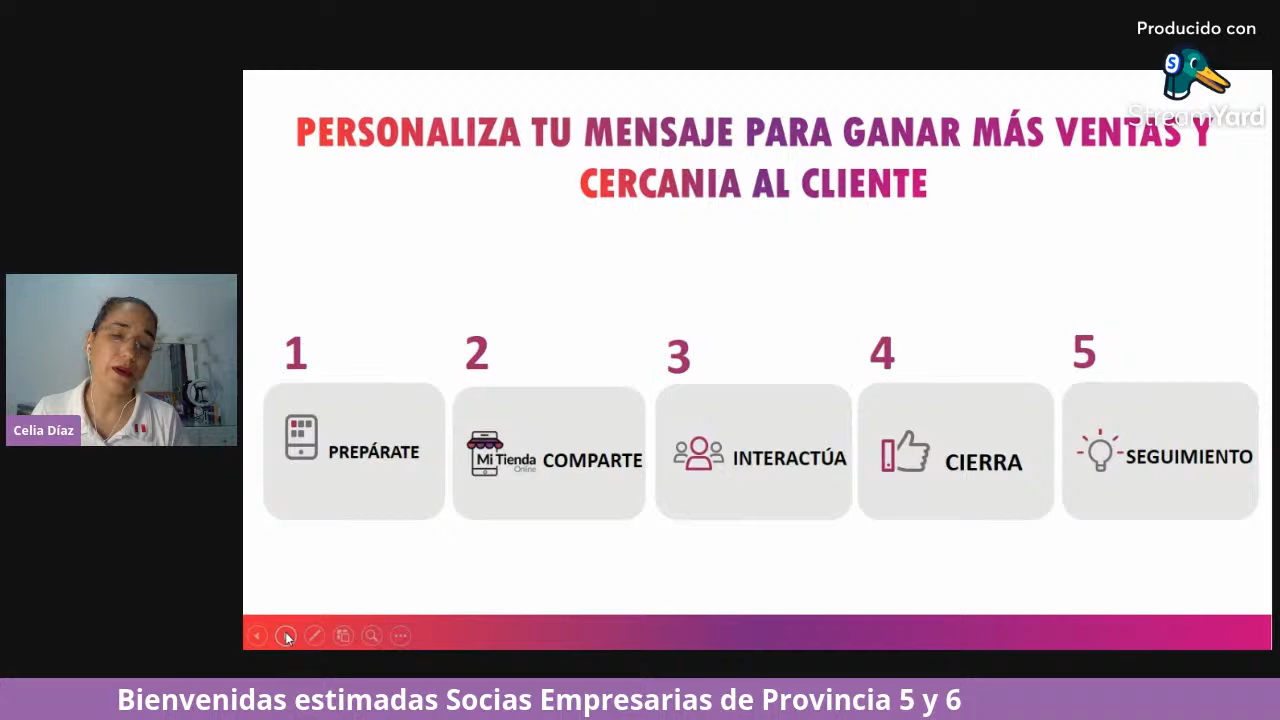 Producido con
StreamYard
PERSONALIZA TU MENSAJE PARA GANAR MÁS VENTAS Y
CERCANIA AL CLIENTE
1
2
3
4
5
PREPÁRATE
Mi Tienda
Online
COMPARTE
INTERACTÚA
CIERRA
SEGUIMIENTO
Celia Díaz
Bienvenidas estimadas Socias Empresarias de Provincia 5 y 6